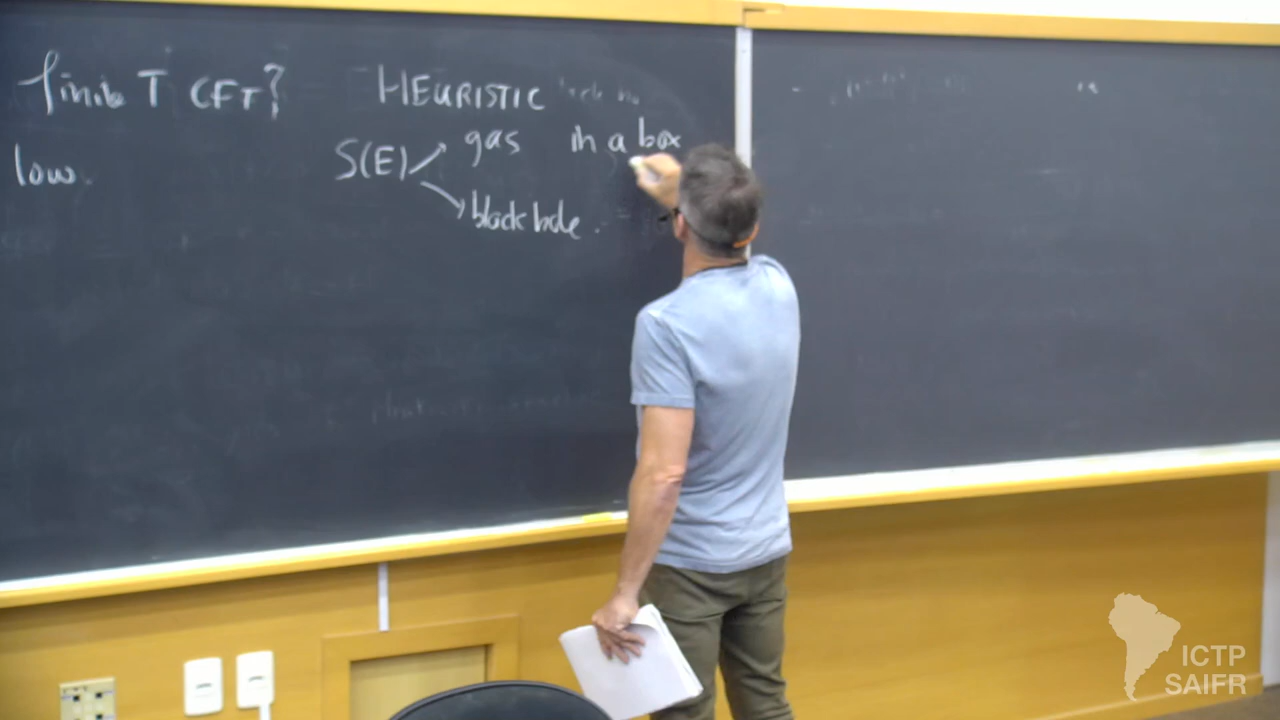 finite T CFT?
low.
HEURISTIC
S(E)
gas in a box
black hole.
ICTP
SAIFR